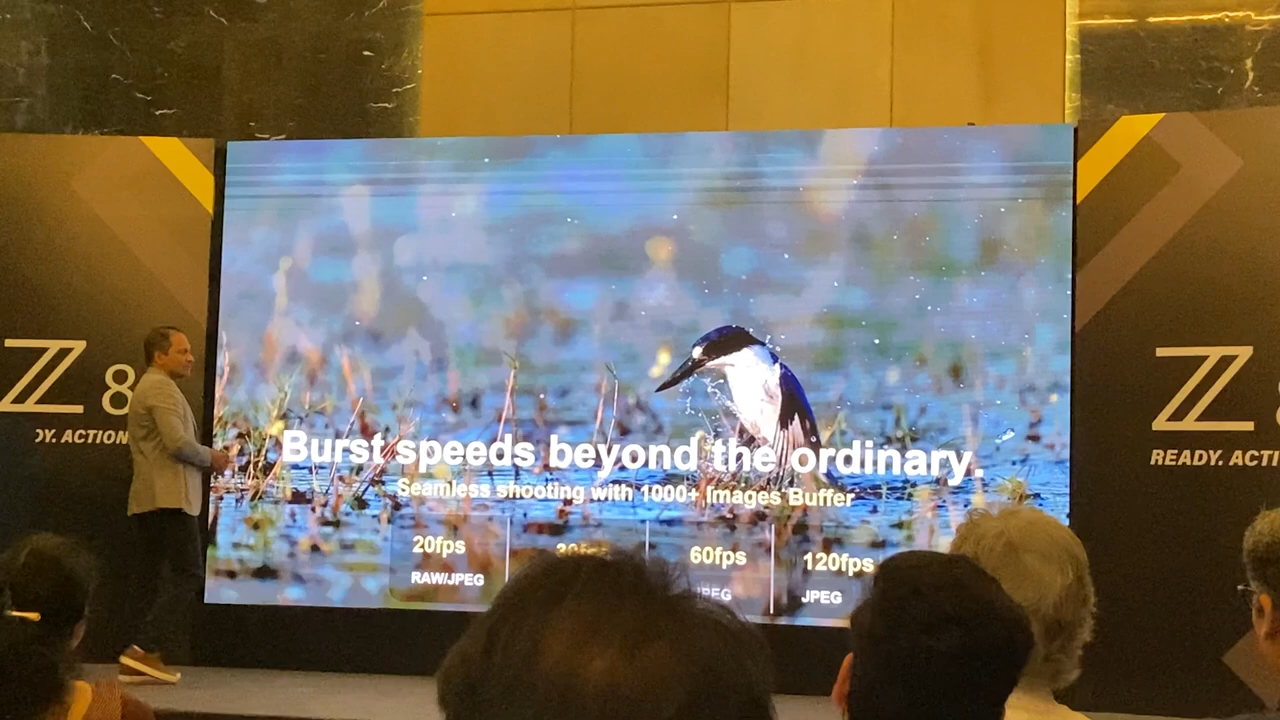 Z 8
DY. ACTION
Burst speeds beyond the ordinary.
Seamless shooting with 1000+ Images Buffer
20fps
RAW/JPEG
30fps
60fps
JPEG
120fps
JPEG
Z
READY. ACTI